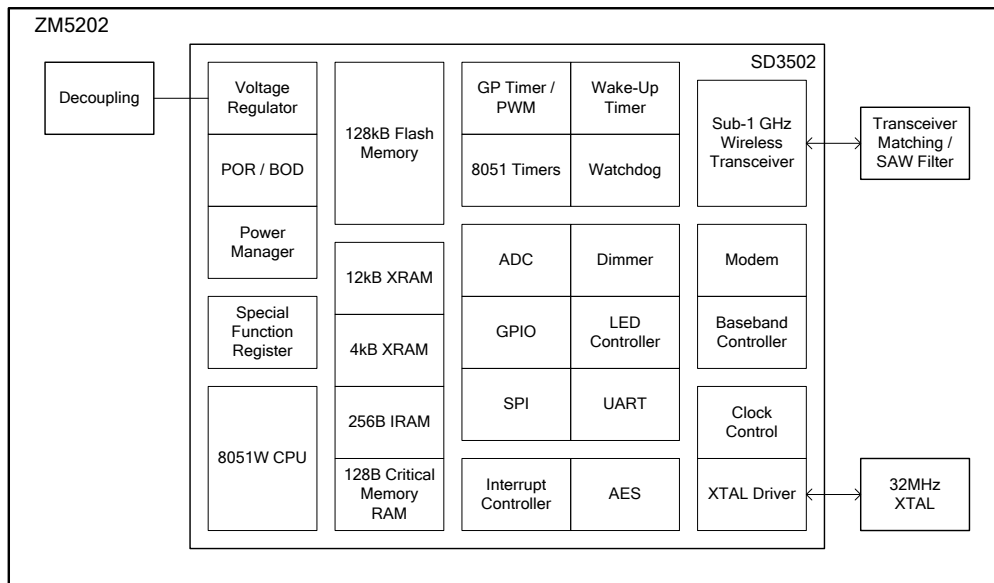 ZM5202
SD3502
Decoupling
Voltage
Regulator
POR / BOD
Power
Manager
Special
Function
Register
8051W CPU
128kB Flash
Memory
12kB XRAM
4kB XRAM
256B IRAM
128B Critical
Memory
RAM
GP Timer /
PWM
Wake-Up
Timer
8051 Timers
Watchdog
ADC
Dimmer
GPIO
LED
Controller
SPI
UART
Interrupt
Controller
AES
Sub-1 GHz
Wireless
Transceiver
Modem
Baseband
Controller
Clock
Control
XTAL Driver
Transceiver
Matching /
SAW Filter
32MHz
XTAL